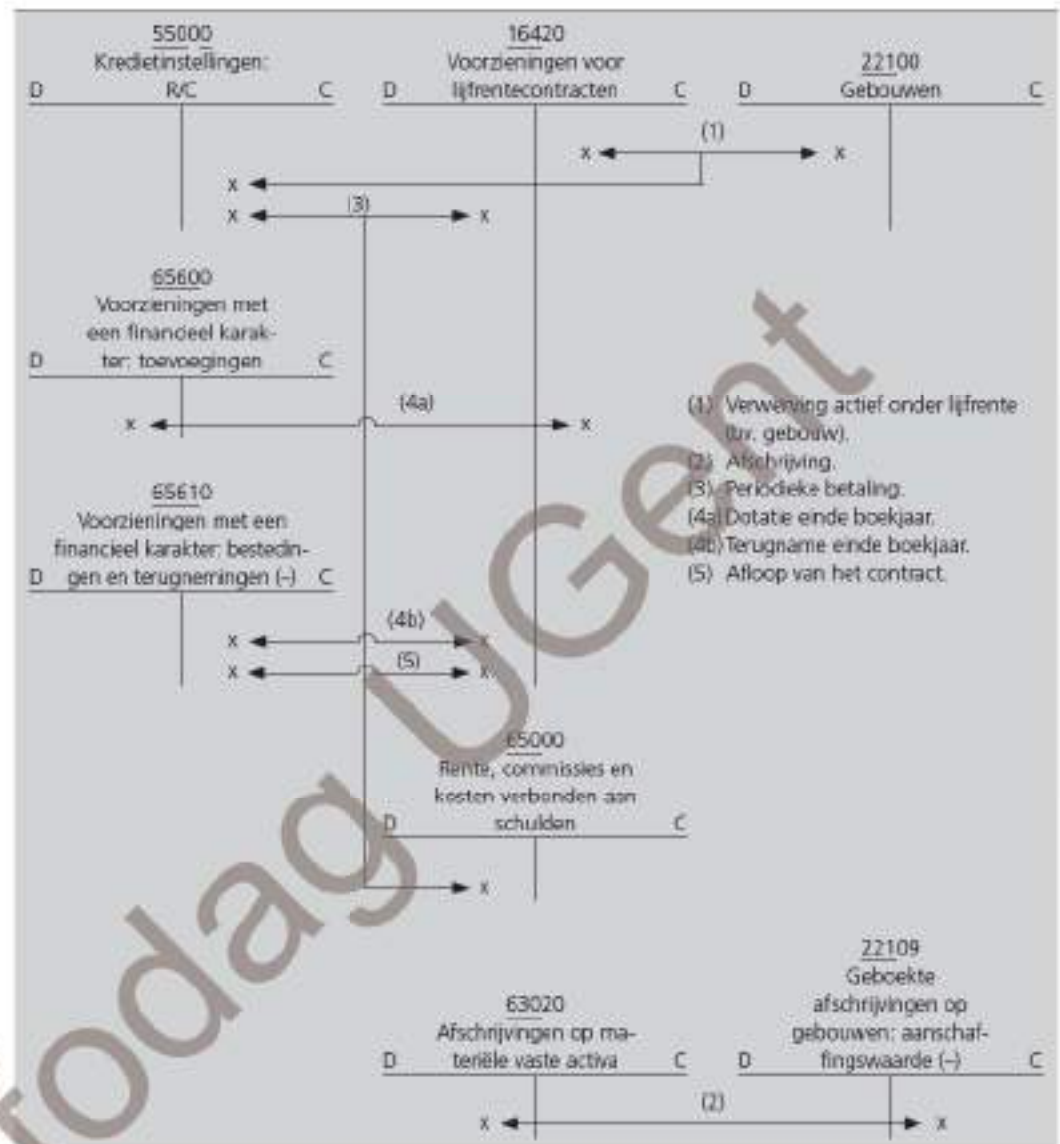 55000
Kredietinstellingen:
D R/C C
16420
Voorzieningen voor
D lijfrentecontracten C
22100
D Gebouwen C
(1)
x x
x
x (3) x
65600
Voorzieningen met
een financieel karak-
D ter: toevoegingen C
(4a)
x x
(1) Verwerving actief onder lijfrente
(bv. gebouw).
(2) Afschrijving.
(3) Periodieke betaling.
(4a) Dotatie einde boekjaar.
(4b) Terugname einde boekjaar.
(5) Afloop van het contract.
65610
Voorzieningen met een
financieel karakter: bestedin-
D gen en terugnemingen (–) C
(4b)
x x
(5)
x x
65000
Rente, commissies en
kosten verbonden aan
D schulden C
x
63020
Afschrijvingen op ma-
D teriële vaste activa C
22109
Geboekte
afschrijvingen op
gebouwen: aanschaf-
D fingswaarde (–) C
(2)
x x
rodag UGent